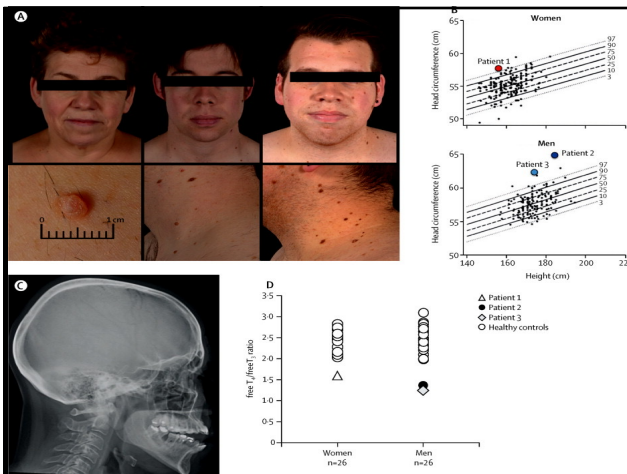 A
0 1 cm
B
Women
65
60
55
50
Head circumference (cm)
Patient 1
97
90
75
50
25
10
3
Men
65
60
55
50
Head circumference (cm)
Patient 2
Patient 3
97
90
75
50
25
10
3
140 160 180 200
Height (cm)
C
D
3·5
3·0
2·5
2·0
1·5
1·0
0·5
0
freeT4/freeT3 ratio
Women
n=26
Men
n=26
Patient 1
Patient 2
Patient 3
Healthy controls